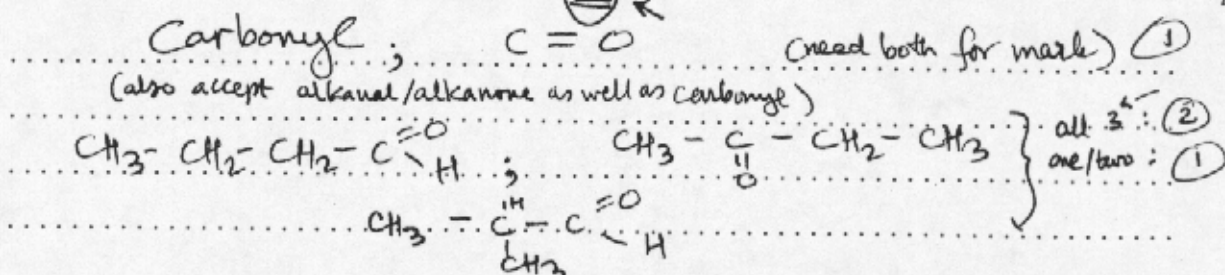 Carbonyl ; C = O (need both for mark) 1
(also accept alkanal/alkanone as well as carbonyl)
CH3 - CH2 - CH2 - C =O H ; CH3 - C - CH2 - CH3 all 3 : 2
O one/two : 1
CH3 - CH - C =O H
CH3